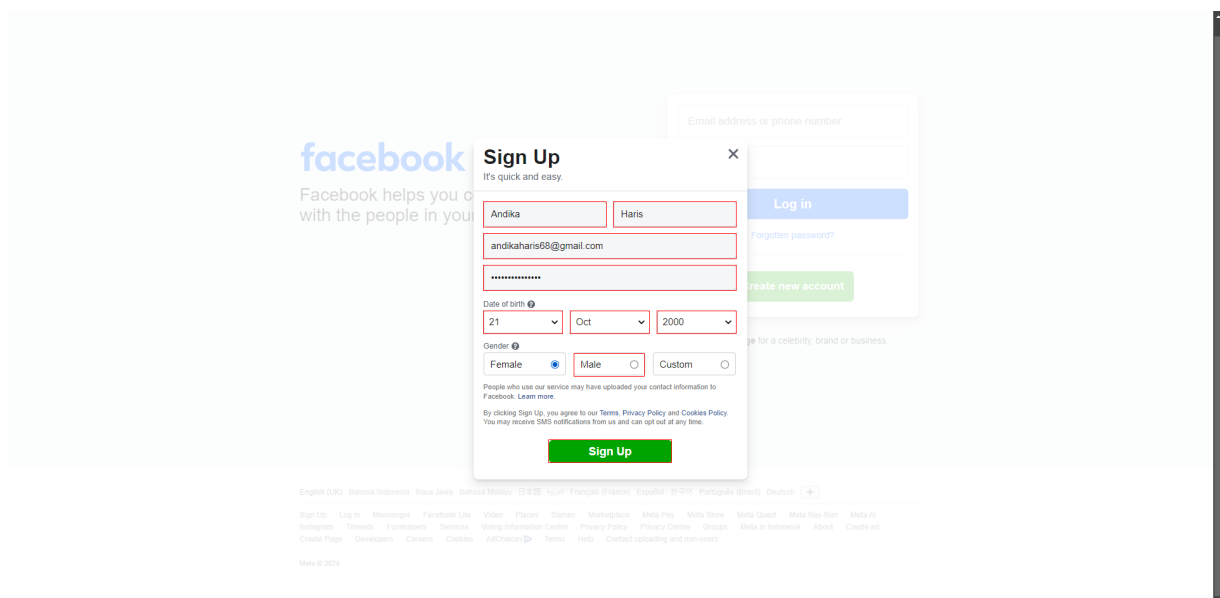 Email address or phone number
facebook
Facebook helps you c
with the people in your
Log in
Forgotten password?
Create new account
ge for a celebrity, brand or business.
Sign Up
It's quick and easy.
Andika Haris
andikaharis68@gmail.com
•••••••••••••••
Date of birth
21 Oct 2000
Gender
Female Male Custom
People who use our service may have uploaded your contact information to
Facebook. Learn more.
By clicking Sign Up, you agree to our Terms, Privacy Policy and Cookies Policy.
You may receive SMS notifications from us and can opt out at any time.
Sign Up
English (UK) Bahasa Indonesia Basa Jawa Bahasa Melayu 日本語 العربية Français (France) Español 한국어 Português (Brasil) Deutsch +
Sign Up Log in Messenger Facebook Lite Video Places Games Marketplace Meta Pay Meta Store Meta Quest Meta Ray-Ban Meta AI
Instagram Threads Fundraisers Services Voting Information Centre Privacy Policy Privacy Centre Groups Meta in Indonesia About Create ad
Create Page Developers Careers Cookies AdChoices Terms Help Contact uploading and non-users
Meta © 2024